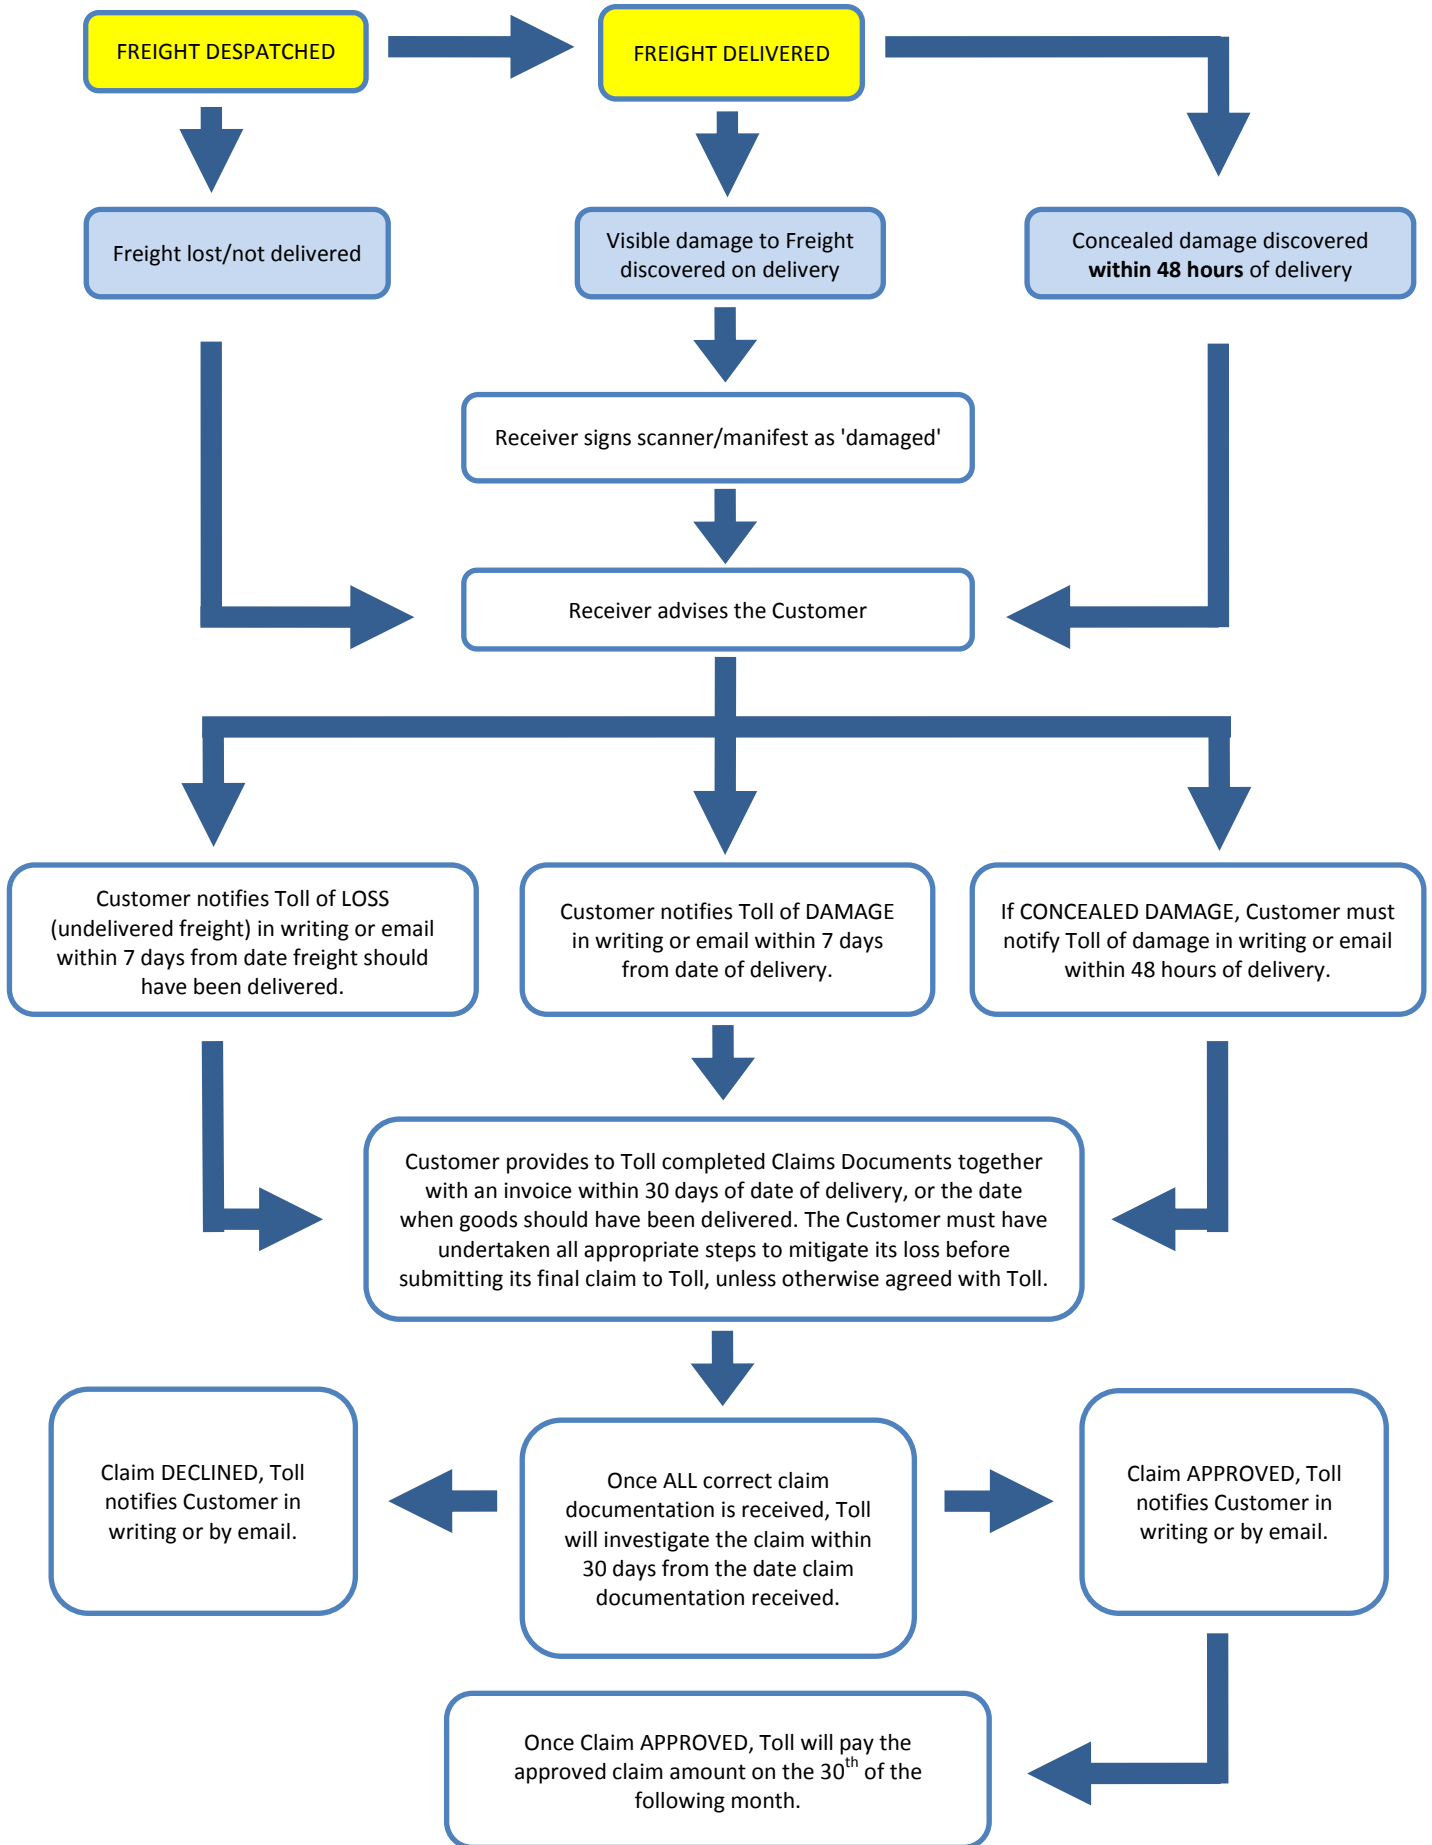 FREIGHT DESPATCHED
FREIGHT DELIVERED
Freight lost/not delivered
Visible damage to Freight
discovered on delivery
Concealed damage discovered
within 48 hours of delivery
Receiver signs scanner/manifest as 'damaged'
Receiver advises the Customer
Customer notifies Toll of LOSS
(undelivered freight) in writing or email
within 7 days from date freight should
have been delivered.
Customer notifies Toll of DAMAGE
in writing or email within 7 days
from date of delivery.
If CONCEALED DAMAGE, Customer must
notify Toll of damage in writing or email
within 48 hours of delivery.
Customer provides to Toll completed Claims Documents together
with an invoice within 30 days of date of delivery, or the date
when goods should have been delivered. The Customer must have
undertaken all appropriate steps to mitigate its loss before
submitting its final claim to Toll, unless otherwise agreed with Toll.
Claim DECLINED, Toll
notifies Customer in
writing or by email.
Once ALL correct claim
documentation is received, Toll
will investigate the claim within
30 days from the date claim
documentation received.
Claim APPROVED, Toll
notifies Customer in
writing or by email.
Once Claim APPROVED, Toll will pay the
approved claim amount on the 30th of the
following month.